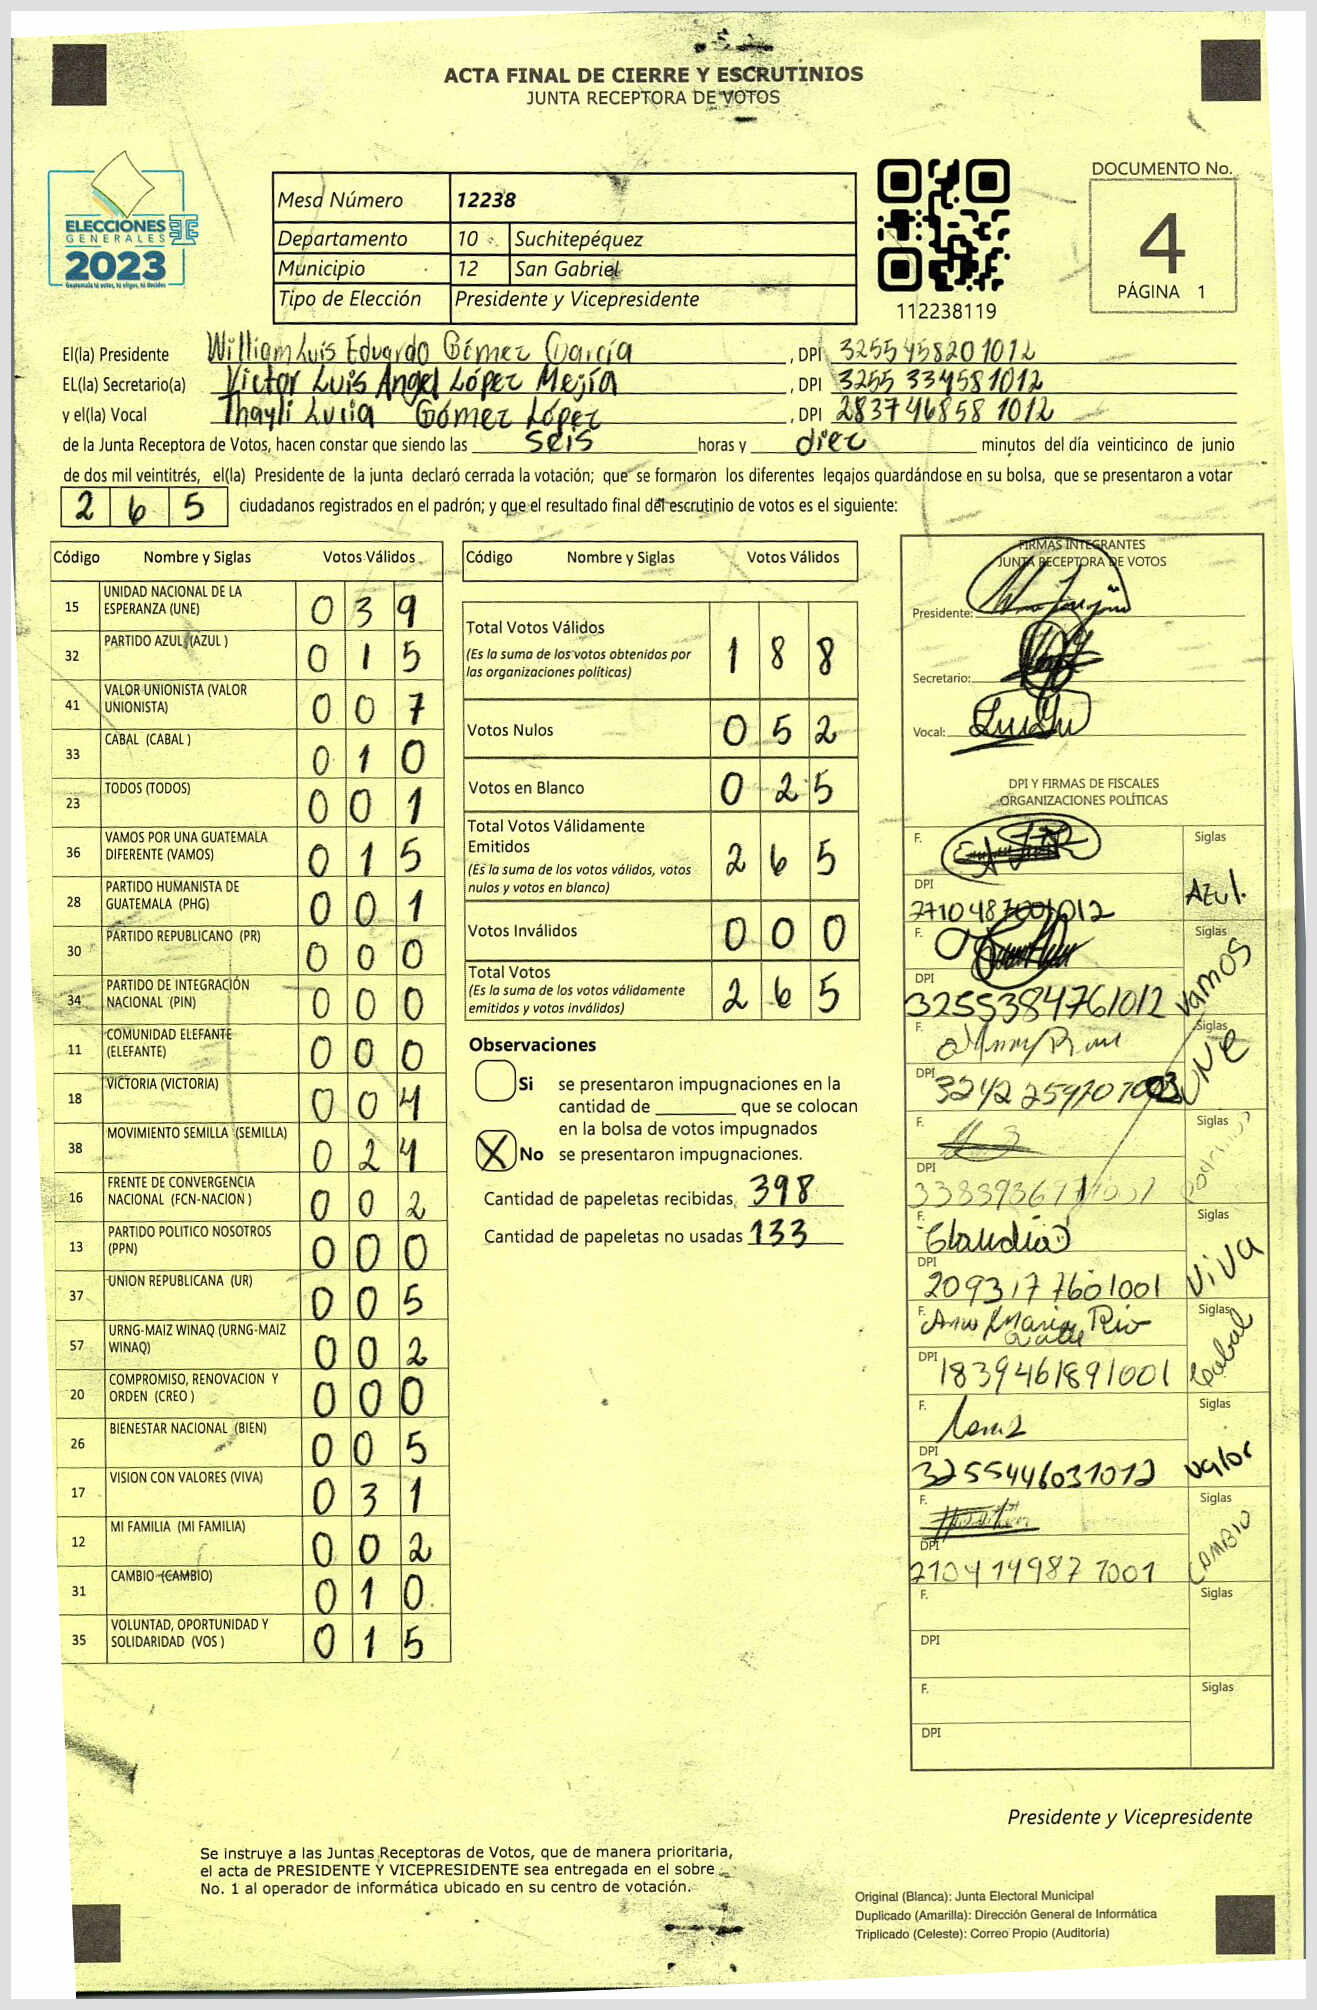 ACTA FINAL DE CIERRE Y ESCRUTINIOS
JUNTA RECEPTORA DE VOTOS
ELECCIONES
GENERALES
2023
Guatemala tú votas, tú eliges, tú decides
Mesa Número 12238
Departamento 10 Suchitepéquez
Municipio 12 San Gabriel
Tipo de Elección Presidente y Vicepresidente
112238119
DOCUMENTO No.
4
PÁGINA 1
El(la) Presidente William Luis Eduardo Gómez García, DPI 3255458201012
EL(la) Secretario(a) Victor Luis Angel López Mejía, DPI 3255 334581012
y el(la) Vocal Thayli Lucia Gómez López, DPI 283746858 1012
de la Junta Receptora de Votos, hacen constar que siendo las seis horas y diez minutos del día veinticinco de junio
de dos mil veintitrés, el(la) Presidente de la junta declaró cerrada la votación; que se formaron los diferentes legajos guardándose en su bolsa, que se presentaron a votar
2 6 5 ciudadanos registrados en el padrón; y que el resultado final del escrutinio de votos es el siguiente:
Código Nombre y Siglas Votos Válidos
15 UNIDAD NACIONAL DE LA ESPERANZA (UNE) 0 3 9
32 PARTIDO AZUL (AZUL ) 0 1 5
41 VALOR UNIONISTA (VALOR UNIONISTA) 0 0 7
33 CABAL (CABAL ) 0 1 0
23 TODOS (TODOS) 0 0 1
36 VAMOS POR UNA GUATEMALA DIFERENTE (VAMOS) 0 1 5
28 PARTIDO HUMANISTA DE GUATEMALA (PHG) 0 0 1
30 PARTIDO REPUBLICANO (PR) 0 0 0
34 PARTIDO DE INTEGRACIÓN NACIONAL (PIN) 0 0 0
11 COMUNIDAD ELEFANTE (ELEFANTE) 0 0 0
18 VICTORIA (VICTORIA) 0 0 4
38 MOVIMIENTO SEMILLA (SEMILLA) 0 2 4
16 FRENTE DE CONVERGENCIA NACIONAL (FCN-NACION ) 0 0 2
13 PARTIDO POLITICO NOSOTROS (PPN) 0 0 0
37 UNION REPUBLICANA (UR) 0 0 5
57 URNG-MAIZ WINAQ (URNG-MAIZ WINAQ) 0 0 2
20 COMPROMISO, RENOVACION Y ORDEN (CREO ) 0 0 0
26 BIENESTAR NACIONAL (BIEN) 0 0 5
17 VISION CON VALORES (VIVA) 0 3 1
12 MI FAMILIA (MI FAMILIA) 0 0 2
31 CAMBIO (CAMBIO) 0 1 0
35 VOLUNTAD, OPORTUNIDAD Y SOLIDARIDAD (VOS ) 0 1 5
Código Nombre y Siglas Votos Válidos
Total Votos Válidos 1 8 8
(Es la suma de los votos obtenidos por
las organizaciones políticas)
Votos Nulos 0 5 2
Votos en Blanco 0 2 5
Total Votos Válidamente
Emitidos 2 6 5
(Es la suma de los votos válidos, votos
nulos y votos en blanco)
Votos Inválidos 0 0 0
Total Votos 2 6 5
(Es la suma de los votos válidamente
emitidos y votos inválidos)
Observaciones
Si se presentaron impugnaciones en la
cantidad de ________ que se colocan
en la bolsa de votos impugnados
X No se presentaron impugnaciones.
Cantidad de papeletas recibidas 398
Cantidad de papeletas no usadas 133
FIRMAS INTEGRANTES
JUNTA RECEPTORA DE VOTOS
Presidente:
Secretario:
Vocal:
DPI Y FIRMAS DE FISCALES
ORGANIZACIONES POLÍTICAS
F. Siglas
DPI Azul.
F. Siglas
DPI 3255384761012 Vamos
F. Siglas
DPI UNE
F. Siglas
DPI
F. Claudia Siglas
DPI 2093177601001 VIVA
F. Ana Maria Siglas
DPI 1839461891001 Cabal
F. Siglas
DPI 3255446031012 Valor
F. Siglas
DPI 2104149877001 CAMBIO
F. Siglas
DPI
F. Siglas
DPI
Presidente y Vicepresidente
Se instruye a las Juntas Receptoras de Votos, que de manera prioritaria,
el acta de PRESIDENTE Y VICEPRESIDENTE sea entregada en el sobre
No. 1 al operador de informática ubicado en su centro de votación.
Original (Blanca): Junta Electoral Municipal
Duplicado (Amarilla): Dirección General de Informática
Triplicado (Celeste): Correo Propio (Auditoria)